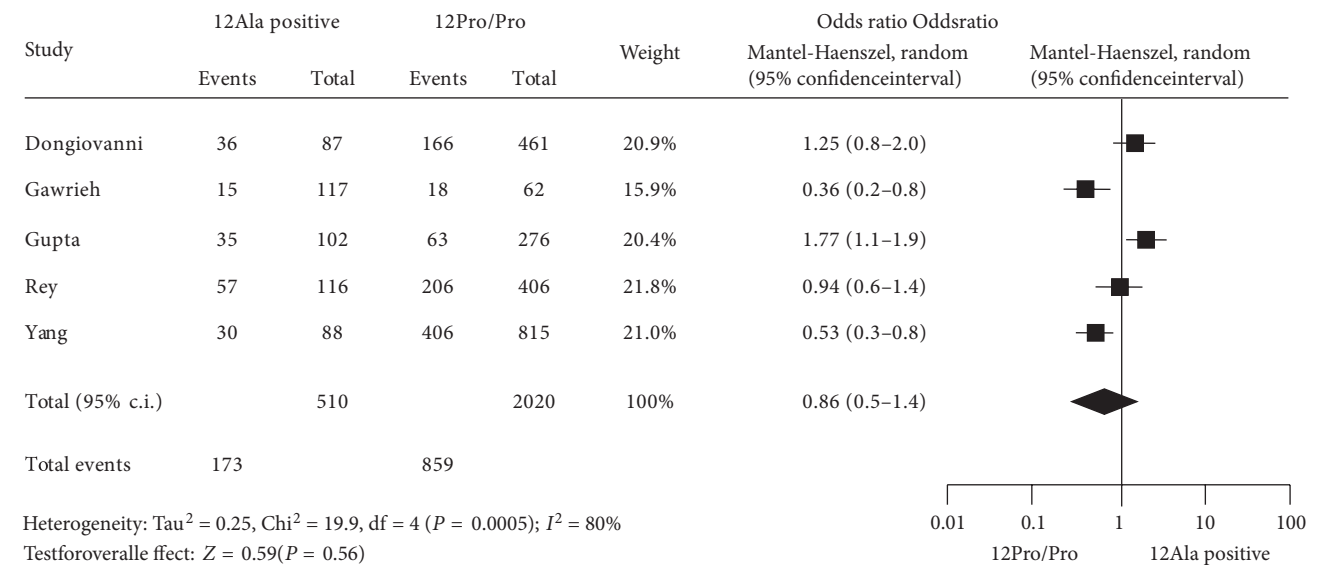 12Ala positive 12Pro/Pro Odds ratio Oddsratio
Study Weight Mantel-Haenszel, random Mantel-Haenszel, random
Events Total Events Total (95% confidenceinterval) (95% confidenceinterval)
Dongiovanni 36 87 166 461 20.9% 1.25 (0.8–2.0)
Gawrieh 15 117 18 62 15.9% 0.36 (0.2–0.8)
Gupta 35 102 63 276 20.4% 1.77 (1.1–1.9)
Rey 57 116 206 406 21.8% 0.94 (0.6–1.4)
Yang 30 88 406 815 21.0% 0.53 (0.3–0.8)
Total (95% c.i.) 510 2020 100% 0.86 (0.5–1.4)
Total events 173 859
Heterogeneity: Tau² = 0.25, Chi² = 19.9, df = 4 (P = 0.0005); I² = 80%
Testforoveralle ffect: Z = 0.59(P = 0.56)
0.01 0.1 1 10 100
12Pro/Pro 12Ala positive